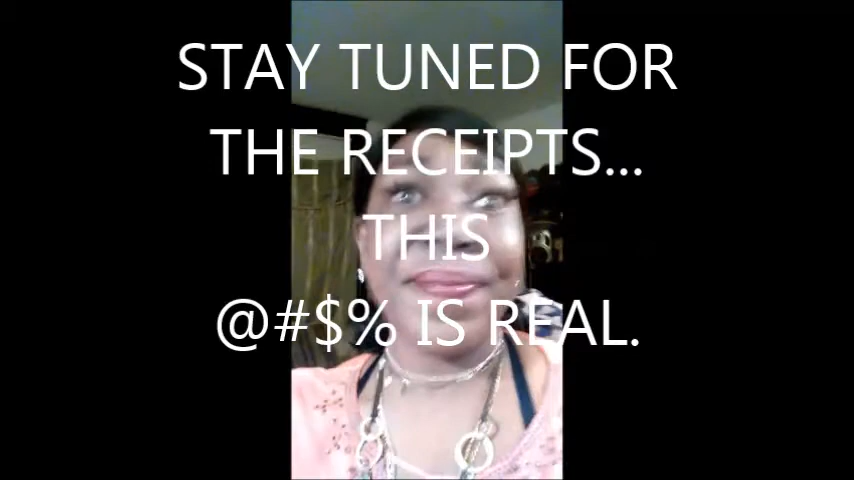 STAY TUNED FOR
THE RECEIPTS...
THIS
@#$% IS REAL.